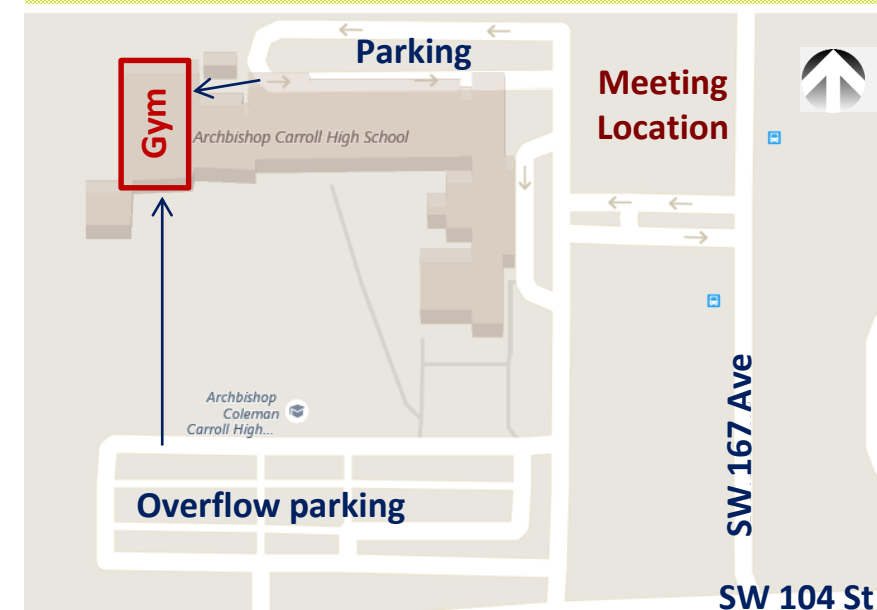 Parking
Meeting
Location
Gym
Archbishop Carroll High School
SW 167 Ave
Archbishop
Coleman
Carroll High...
Overflow parking
SW 104 St